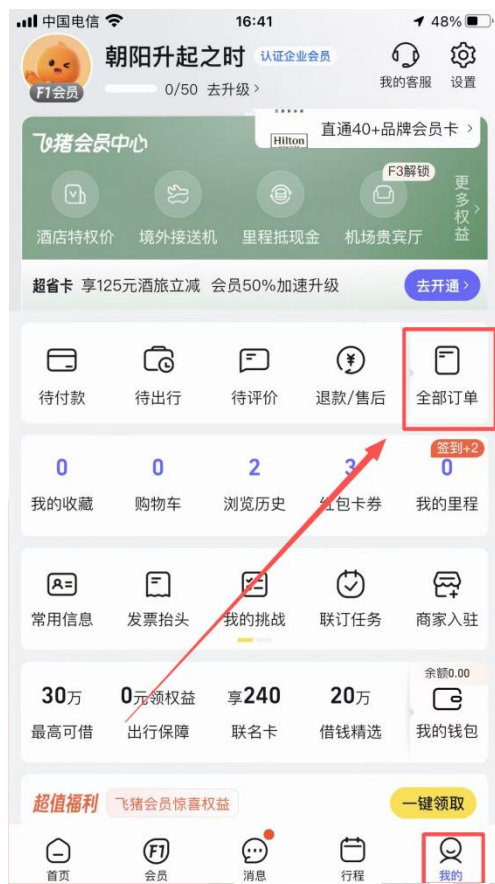 中国电信 16:41 48%
朝阳升起之时 认证企业会员
F1会员 0/50 去升级>
我的客服 设置
飞猪会员中心
Hilton 直通40+品牌会员卡 >
F3解锁
酒店特权价 境外接送机 里程抵现金 机场贵宾厅
更多权益
超省卡 享125元酒旅立减 会员50%加速升级 去开通>
待付款 待出行 待评价 退款/售后 全部订单
签到+2
0 0 2 3 0
我的收藏 购物车 浏览历史 红包卡券 我的里程
常用信息 发票抬头 我的挑战 联订任务 商家入驻
余额0.00
30万 0元领权益 享240 20万
最高可借 出行保障 联名卡 借钱精选 我的钱包
超值福利 飞猪会员惊喜权益 一键领取
F1
首页 会员 消息 行程 我的